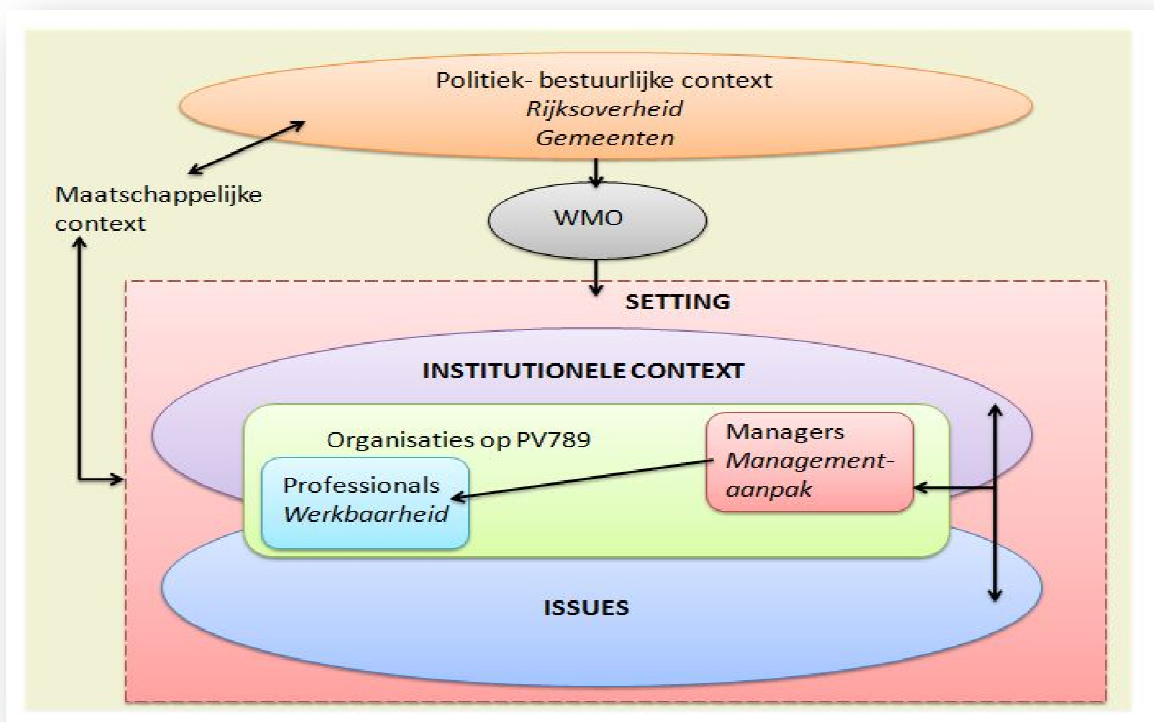 Politiek- bestuurlijke context
Rijksoverheid
Gemeenten
Maatschappelijke
context
WMO
SETTING
INSTITUTIONELE CONTEXT
Organisaties op PV789
Managers
Management-
aanpak
Professionals
Werkbaarheid
ISSUES